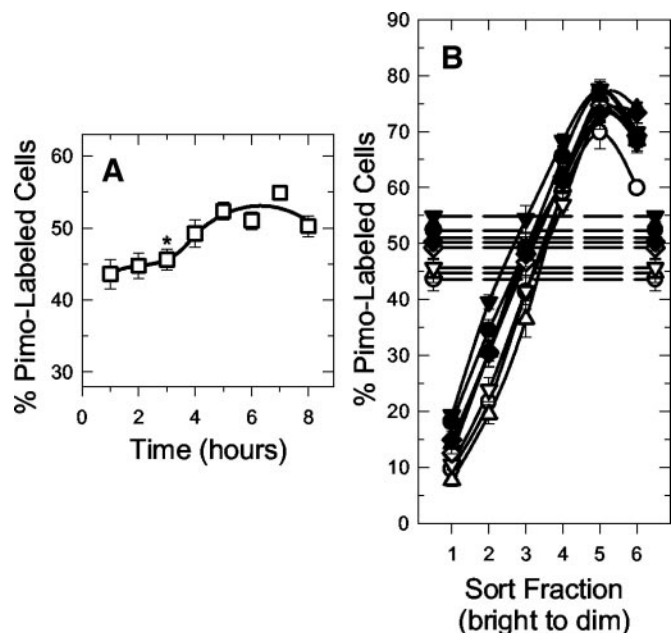 A
% Pimo-Labeled Cells
60
50
40
30
*
0 2 4 6 8
Time (hours)
B
% Pimo-Labeled Cells
90
80
70
60
50
40
30
20
10
0
1 2 3 4 5 6
Sort Fraction
(bright to dim)